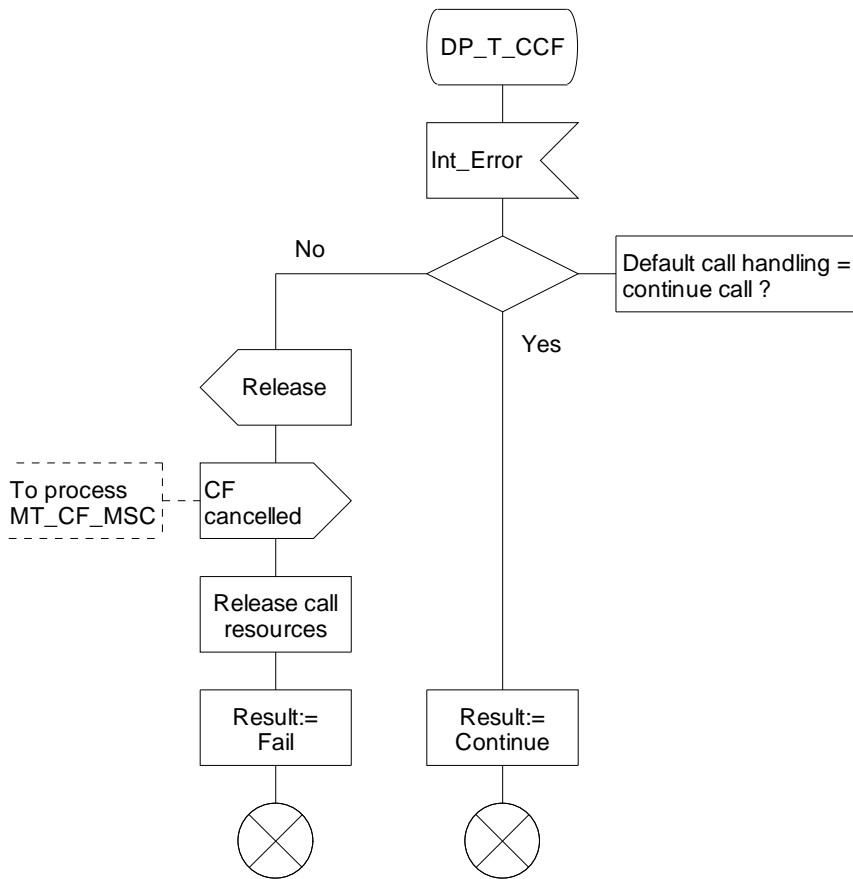 DP_T_CCF
Int_Error
No
Default call handling =
continue call ?
Yes
Release
To process
MT_CF_MSC
CF
cancelled
Release call
resources
Result:=
Fail
Result:=
Continue